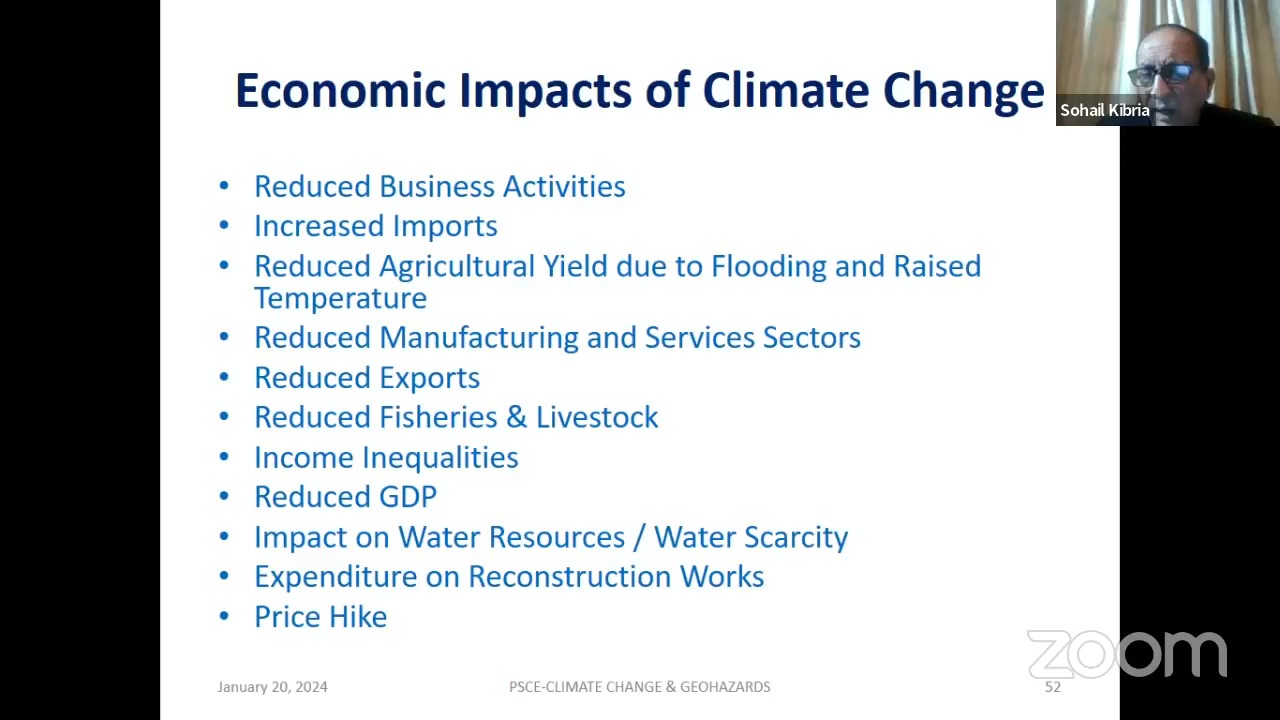 Economic Impacts of Climate Change
Sohail Kibria
• Reduced Business Activities
• Increased Imports
• Reduced Agricultural Yield due to Flooding and Raised
Temperature
• Reduced Manufacturing and Services Sectors
• Reduced Exports
• Reduced Fisheries & Livestock
• Income Inequalities
• Reduced GDP
• Impact on Water Resources / Water Scarcity
• Expenditure on Reconstruction Works
• Price Hike
zoom
January 20, 2024
PSCE-CLIMATE CHANGE & GEOHAZARDS
52